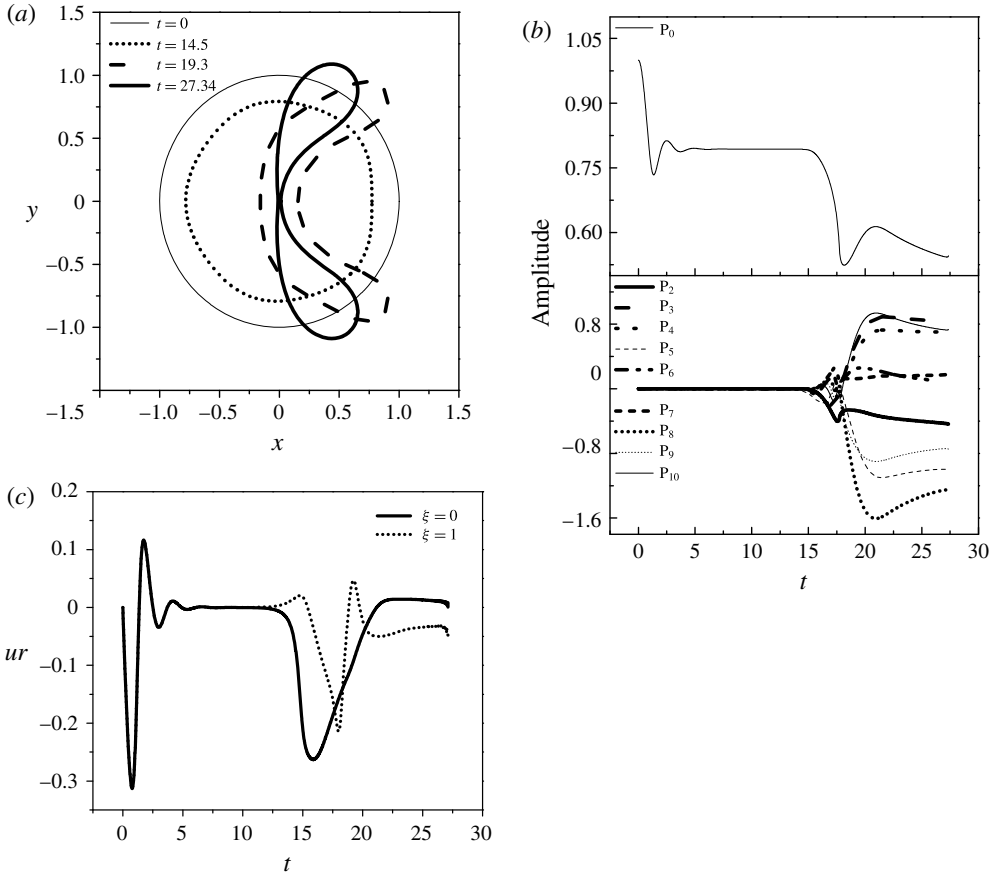 (a)
1.5
1.0
0.5
0
−0.5
−1.0
−1.5
−1.0
−0.5
0
0.5
1.0
1.5
y
x
t = 0
t = 14.5
t = 19.3
t = 27.34
(b)
1.05
0.90
0.75
0.60
P0
Amplitude
0.8
0
−0.8
−1.6
P2
P3
P4
P5
P6
P7
P8
P9
P10
0
5
10
15
20
25
30
t
(c)
0.2
0.1
0
−0.1
−0.2
−0.3
ur
ξ = 0
ξ = 1
0
5
10
15
20
25
30
t